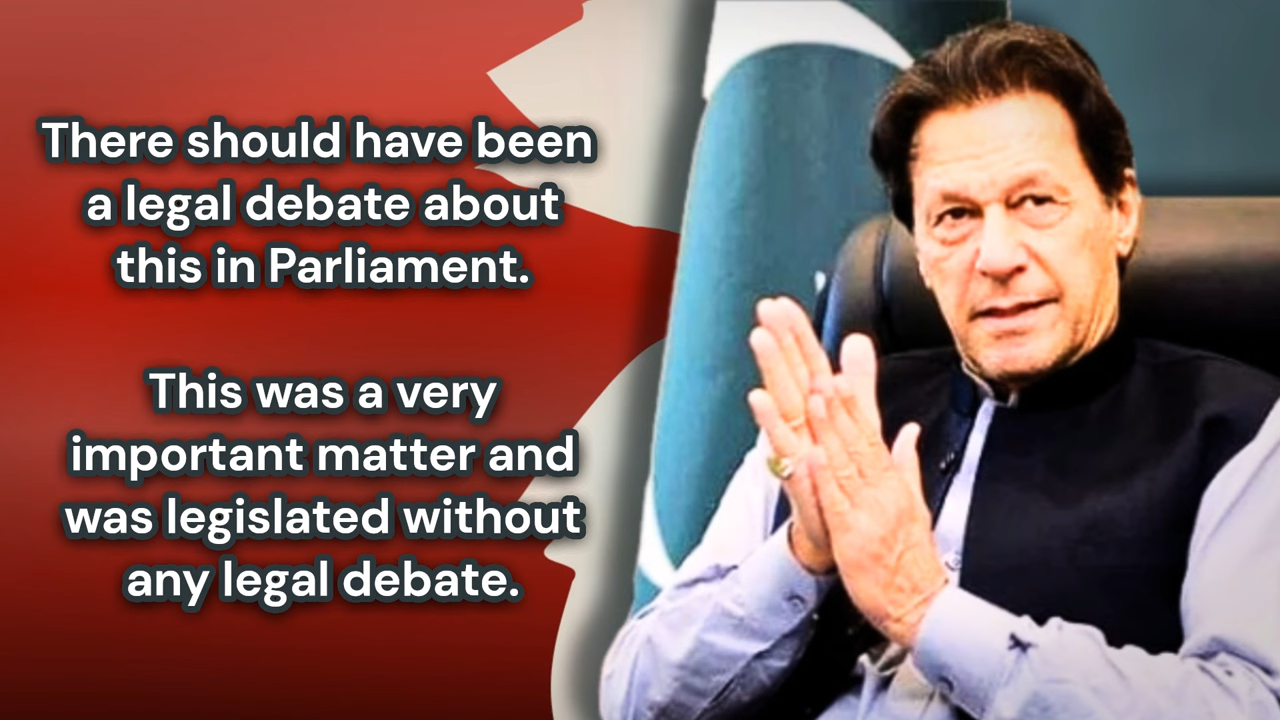 There should have been
a legal debate about
this in Parliament.
This was a very
important matter and
was legislated without
any legal debate.